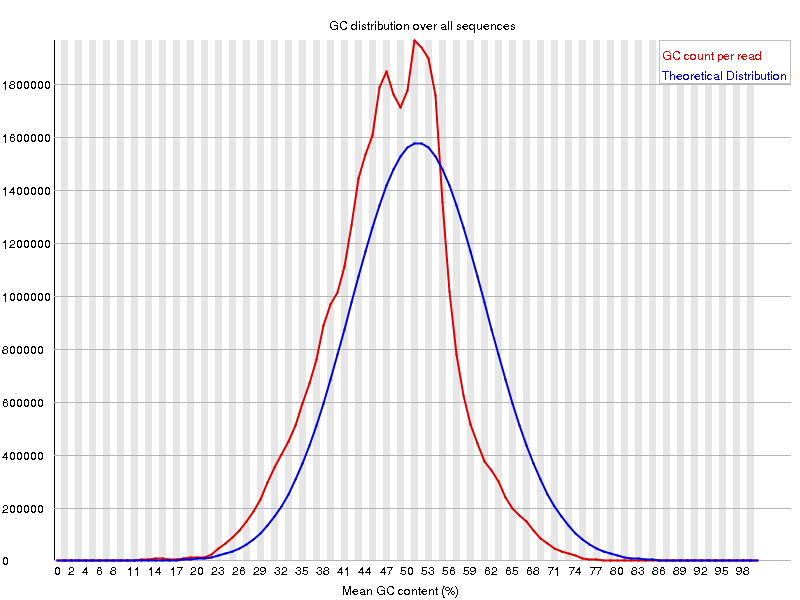 GC distribution over all sequences
GC count per read
Theoretical Distribution
1800000
1600000
1400000
1200000
1000000
800000
600000
400000
200000
0
0 2 4 6 8 11 14 17 20 23 26 29 32 35 38 41 44 47 50 53 56 59 62 65 68 71 74 77 80 83 86 89 92 95 98
Mean GC content (%)